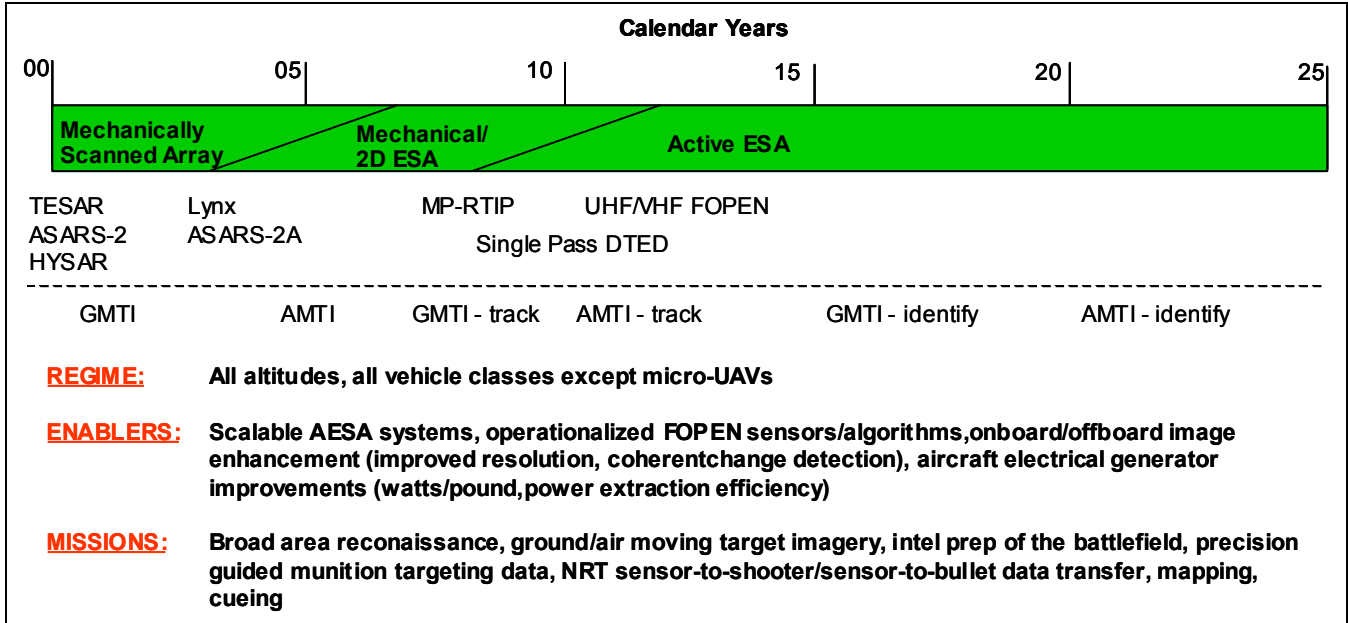 Calendar Years
00 05 10 15 20 25
Mechanically
Scanned Array
Mechanical/
2D ESA
Active ESA
TESAR
ASARS-2
HYSAR
Lynx
ASARS-2A
MP-RTIP
UHF/VHF FOPEN
Single Pass DTED
GMTI AMTI GMTI - track AMTI - track GMTI - identify AMTI - identify
REGIME: All altitudes, all vehicle classes except micro-UAVs
ENABLERS: Scalable AESA systems, operationalized FOPEN sensors/algorithms,onboard/offboard image
enhancement (improved resolution, coherentchange detection), aircraft electrical generator
improvements (watts/pound,power extraction efficiency)
MISSIONS: Broad area reconaissance, ground/air moving target imagery, intel prep of the battlefield, precision
guided munition targeting data, NRT sensor-to-shooter/sensor-to-bullet data transfer, mapping,
cueing